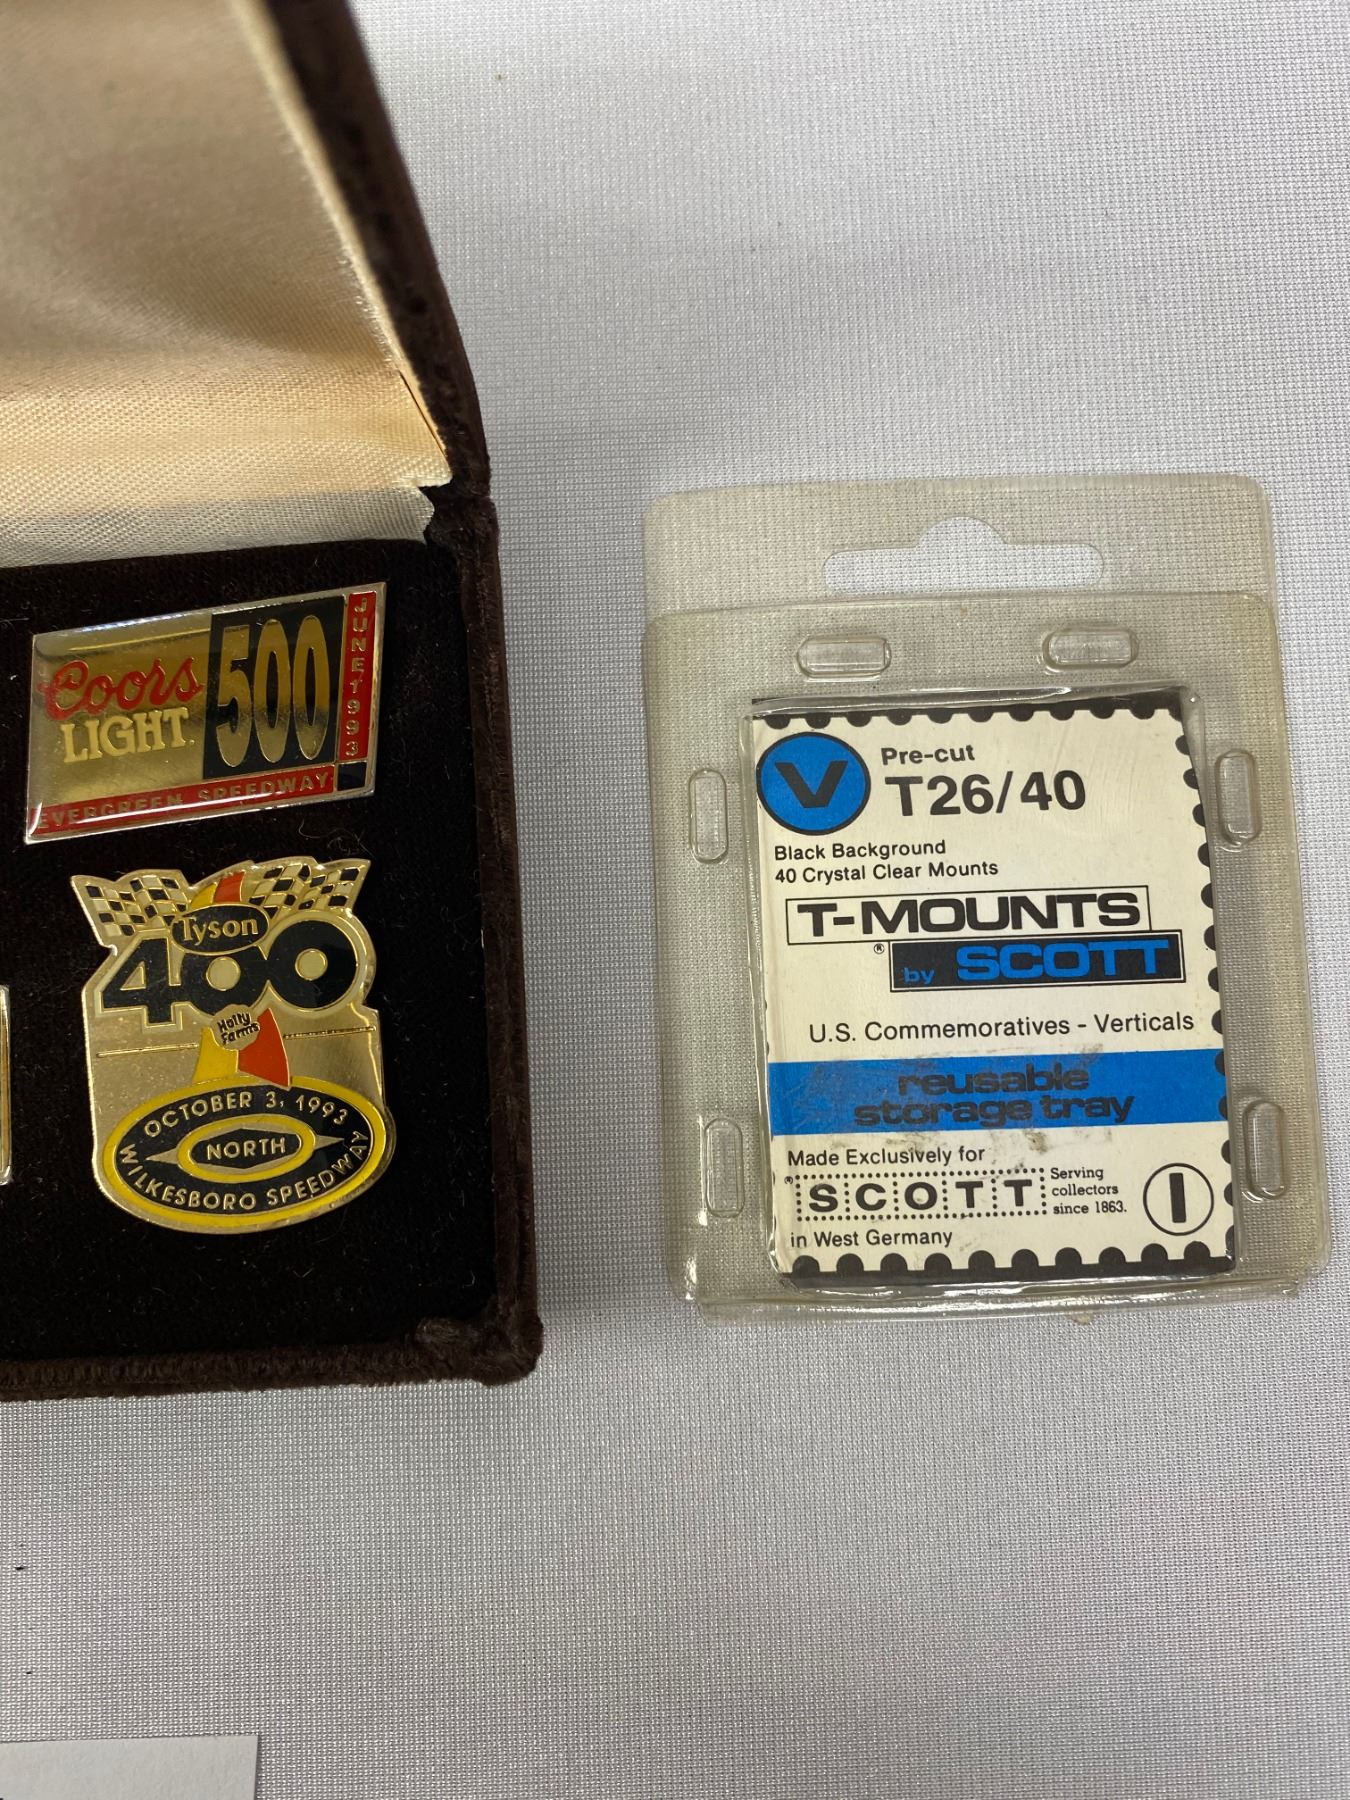 Coors
LIGHT
500
JUNE 1993
EVERGREEN SPEEDWAY
Tyson
400
Holly
Farms
OCTOBER 3, 1993
NORTH
WILKESBORO SPEEDWAY
V
Pre-cut
T26/40
Black Background
40 Crystal Clear Mounts
T-MOUNTS
® by SCOTT
U.S. Commemoratives - Verticals
reusable
storage tray
Made Exclusively for
® SCOTT
Serving
collectors
since 1863.
in West Germany
I